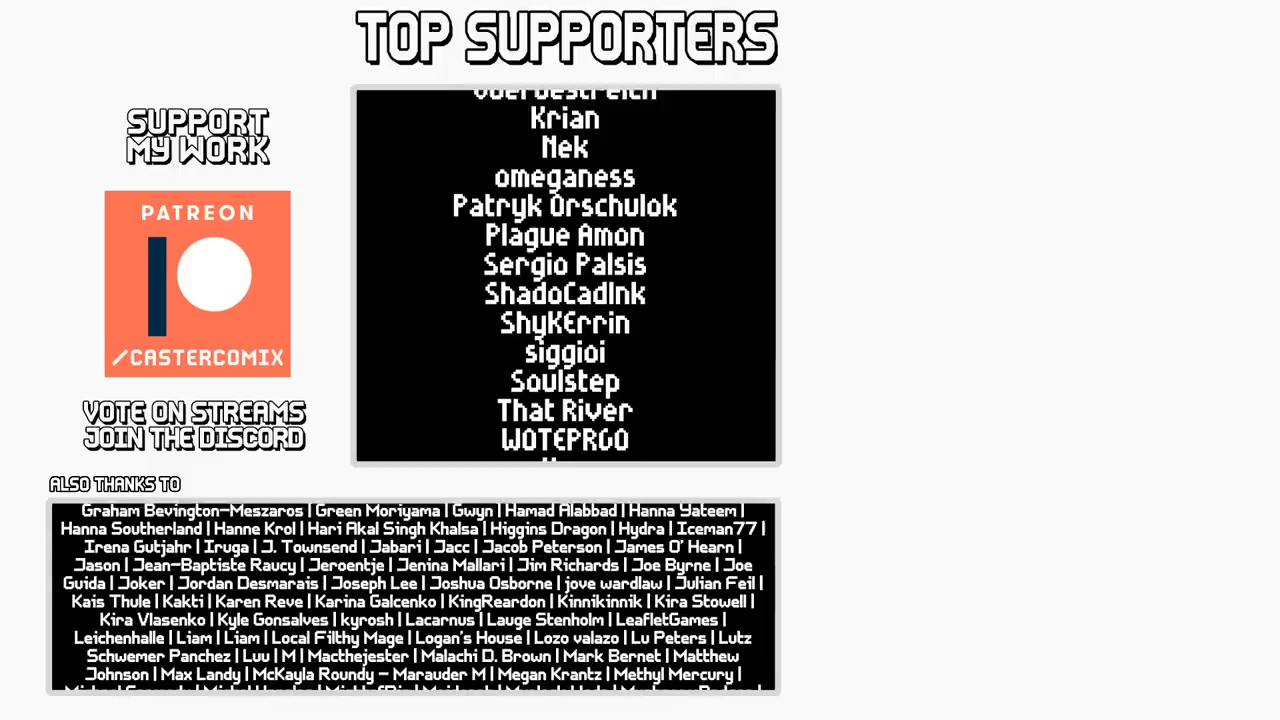 TOP SUPPORTERS
SUPPORT
MY WORK
PATREON
/CASTERCOMIX
VOTE ON STREAMS
JOIN THE DISCORD
Krian
Nek
omeganess
Patryk Orschulok
Plague Amon
Sergio Palsis
ShadoCadInk
ShyKErrin
siggioi
Soulstep
That River
WOTEPRGO
ALSO THANKS TO
Graham Bevington-Meszaros | Green Moriyama | Gwyn | Hamad Alabbad | Hanna Yateem |
Hanna Southerland | Hanne Krol | Hari Akal Singh Khalsa | Higgins Dragon | Hydra | Iceman77 |
Irena Gutjahr | Iruga | J. Townsend | Jabari | Jacc | Jacob Peterson | James O' Hearn |
Jason | Jean-Baptiste Raucy | Jeroentje | Jenina Mallari | Jim Richards | Joe Byrne | Joe
Guida | Joker | Jordan Desmarais | Joseph Lee | Joshua Osborne | jove wardlaw | Julian Feil |
Kais Thule | Kakti | Karen Reve | Karina Galcenko | KingReardon | Kinnikinnik | Kira Stowell |
Kira Vlasenko | Kyle Gonsalves | kyrosh | Lacarnus | Lauge Stenholm | LeafletGames |
Leichenhalle | Liam | Liam | Local Filthy Mage | Logan's House | Lozo valazo | Lu Peters | Lutz
Schwemer Panchez | Luu | M | Macthejester | Malachi D. Brown | Mark Bernet | Matthew
Johnson | Max Landy | McKayla Roundy - Marauder M | Megan Krantz | Methyl Mercury |